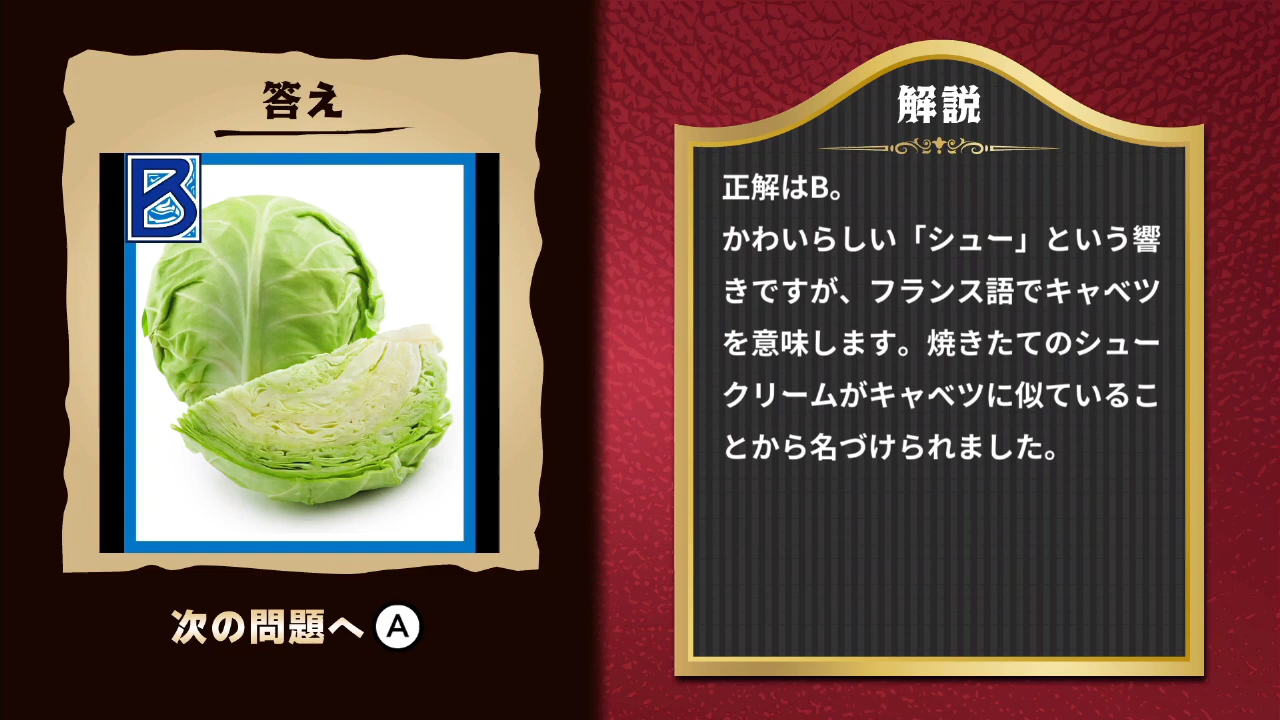 答え
B
次の問題へ A
解説
正解はB。
かわいらしい「シュー」という響
きですが、フランス語でキャベツ
を意味します。焼きたてのシュー
クリームがキャベツに似ているこ
とから名づけられました。